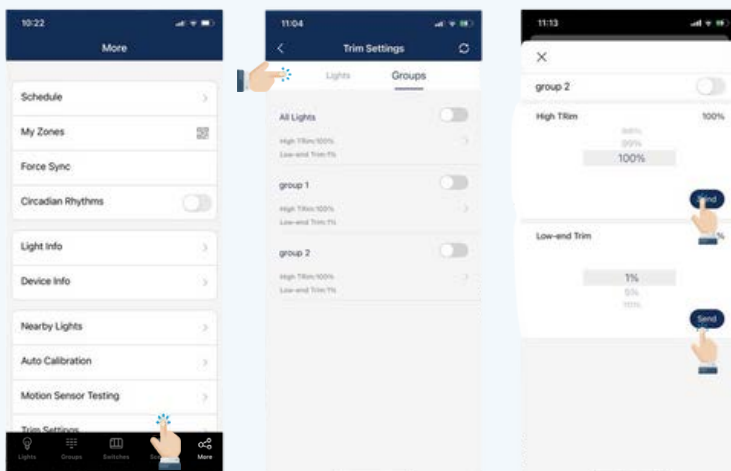 10:22
More
Schedule
My Zones
Force Sync
Circadian Rhythms
Light Info
Device Info
Nearby Lights
Auto Calibration
Motion Sensor Testing
Trim Settings
Lights Groups Switches More
11:04
Trim Settings
Lights Groups
All Lights
High TRim:100%
Low-end Trim:1%
group 1
High TRim:100%
Low-end Trim:1%
group 2
High TRim:100%
Low-end Trim:1%
11:13
group 2
High TRim 100%
98%
99%
100%
Send
Low-end Trim %
1%
5%
10%
Send